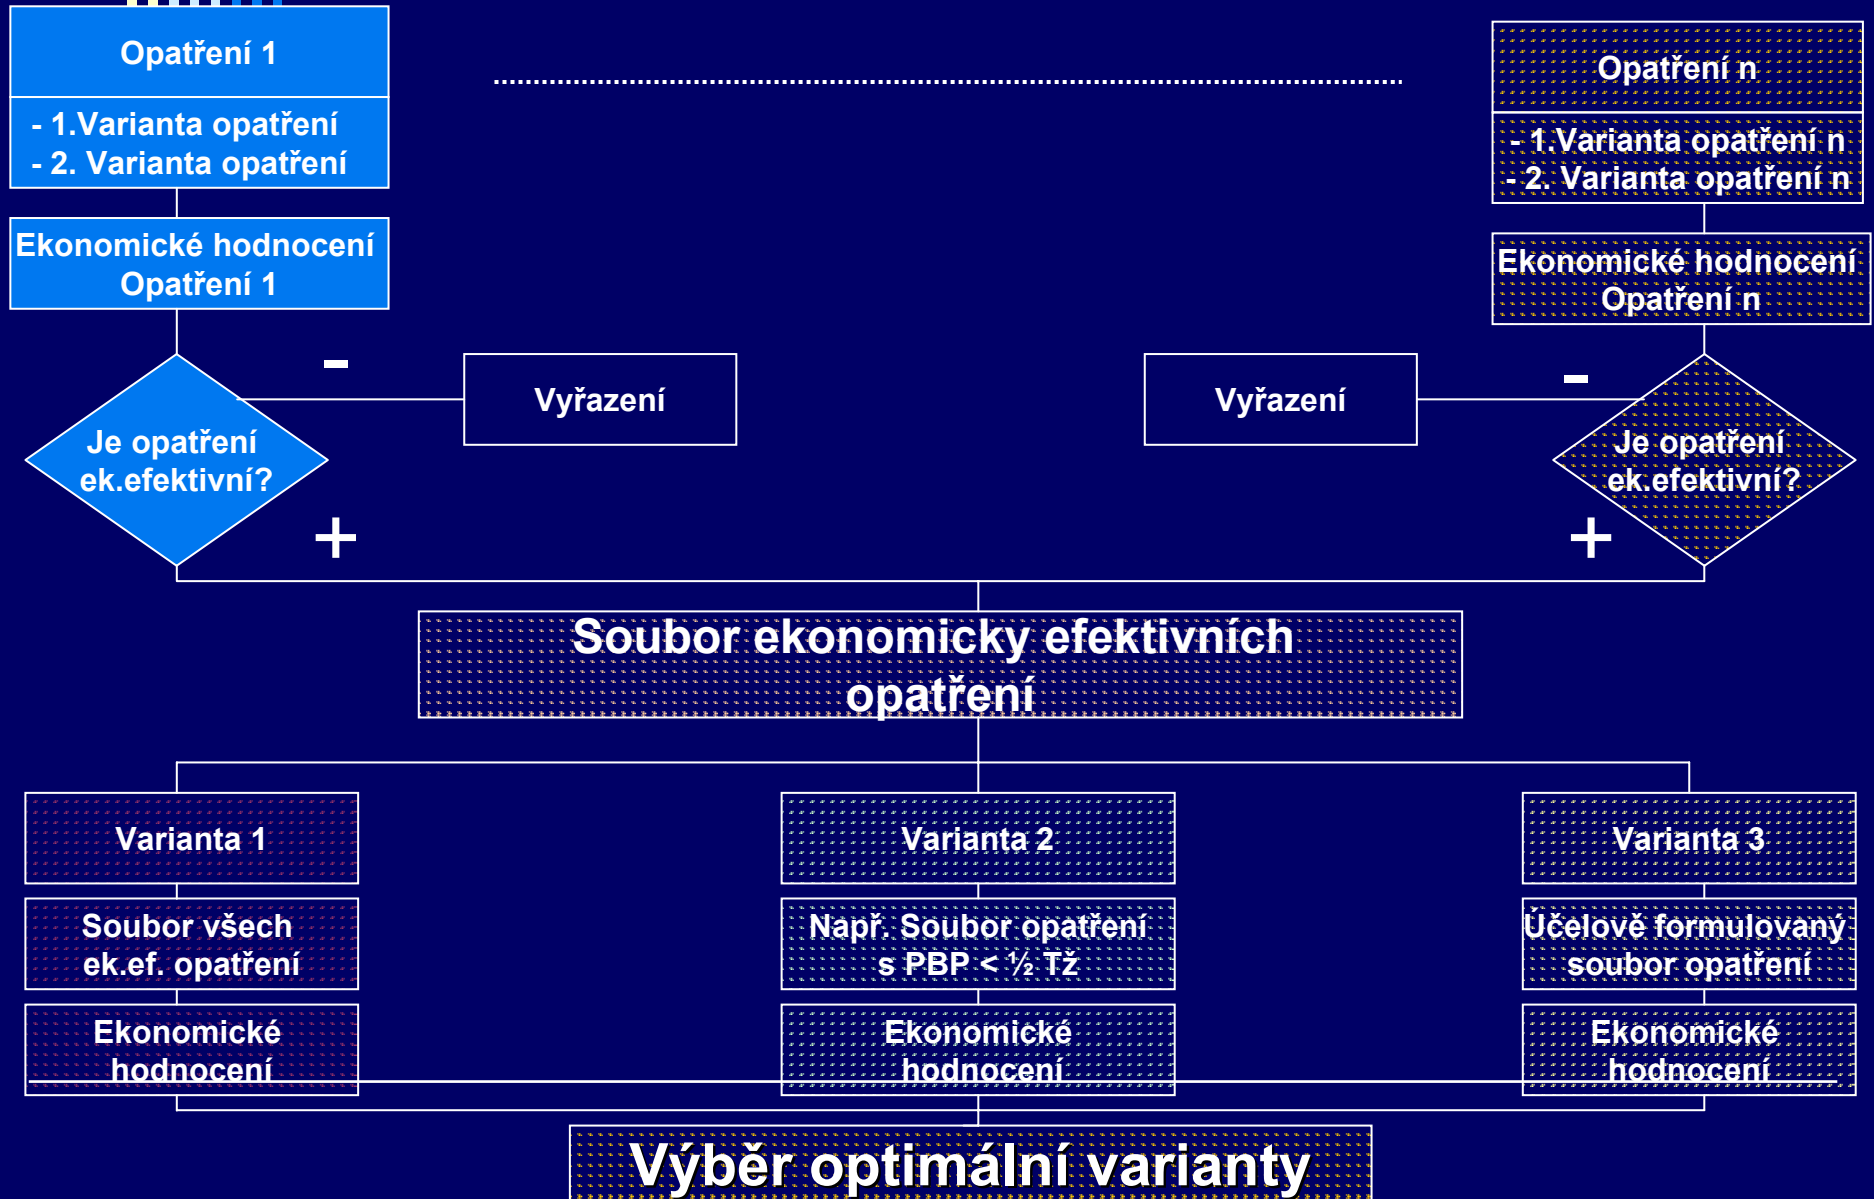 Opatření 1
- 1.Varianta opatření
- 2. Varianta opatření
Ekonomické hodnocení
Opatření 1
Je opatření
ek.efektivní?
-
Vyřazení
+
Opatření n
- 1.Varianta opatření n
- 2. Varianta opatření n
Ekonomické hodnocení
Opatření n
Je opatření
ek.efektivní?
-
Vyřazení
+
Soubor ekonomicky efektivních
opatření
Varianta 1
Soubor všech
ek.ef. opatření
Ekonomické
hodnocení
Varianta 2
Např. Soubor opatření
s PBP < ½ Tž
Ekonomické
hodnocení
Varianta 3
Účelově formulovaný
soubor opatření
Ekonomické
hodnocení
Výběr optimální varianty